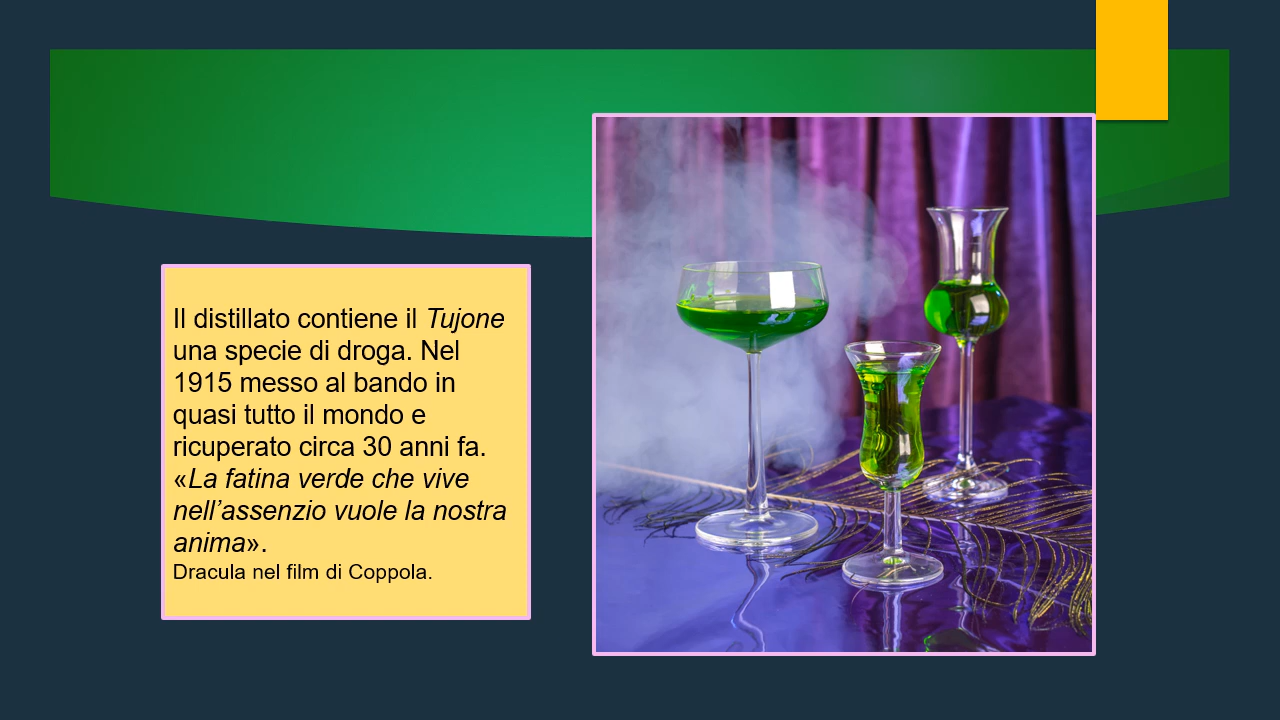 Il distillato contiene il Tujone
una specie di droga. Nel
1915 messo al bando in
quasi tutto il mondo e
ricuperato circa 30 anni fa.
«La fatina verde che vive
nell’assenzio vuole la nostra
anima».
Dracula nel film di Coppola.